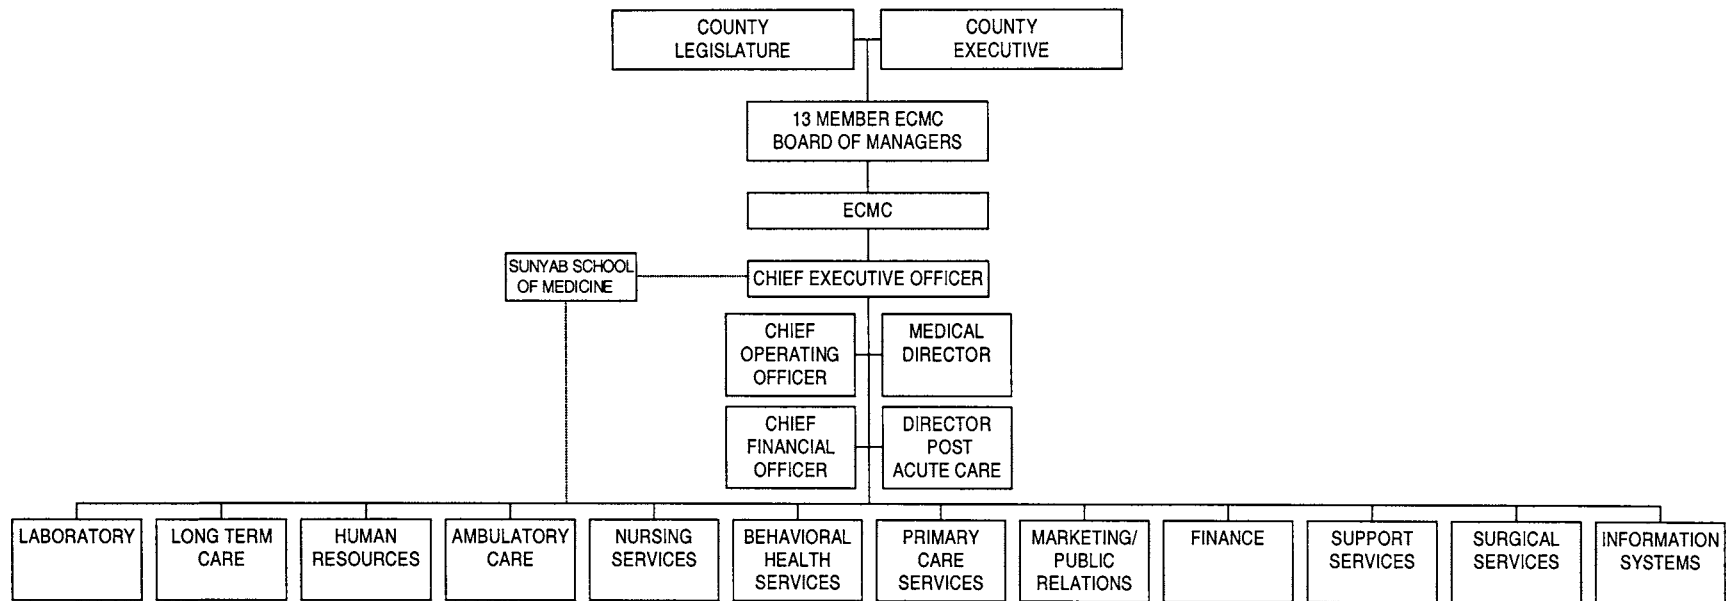 COUNTY
LEGISLATURE
COUNTY
EXECUTIVE
13 MEMBER ECMC
BOARD OF MANAGERS
ECMC
SUNYAB SCHOOL
OF MEDICINE
CHIEF EXECUTIVE OFFICER
CHIEF
OPERATING
OFFICER
MEDICAL
DIRECTOR
CHIEF
FINANCIAL
OFFICER
DIRECTOR
POST
ACUTE CARE
LABORATORY
LONG TERM
CARE
HUMAN
RESOURCES
AMBULATORY
CARE
NURSING
SERVICES
BEHAVIORAL
HEALTH
SERVICES
PRIMARY
CARE
SERVICES
MARKETING/
PUBLIC
RELATIONS
FINANCE
SUPPORT
SERVICES
SURGICAL
SERVICES
INFORMATION
SYSTEMS